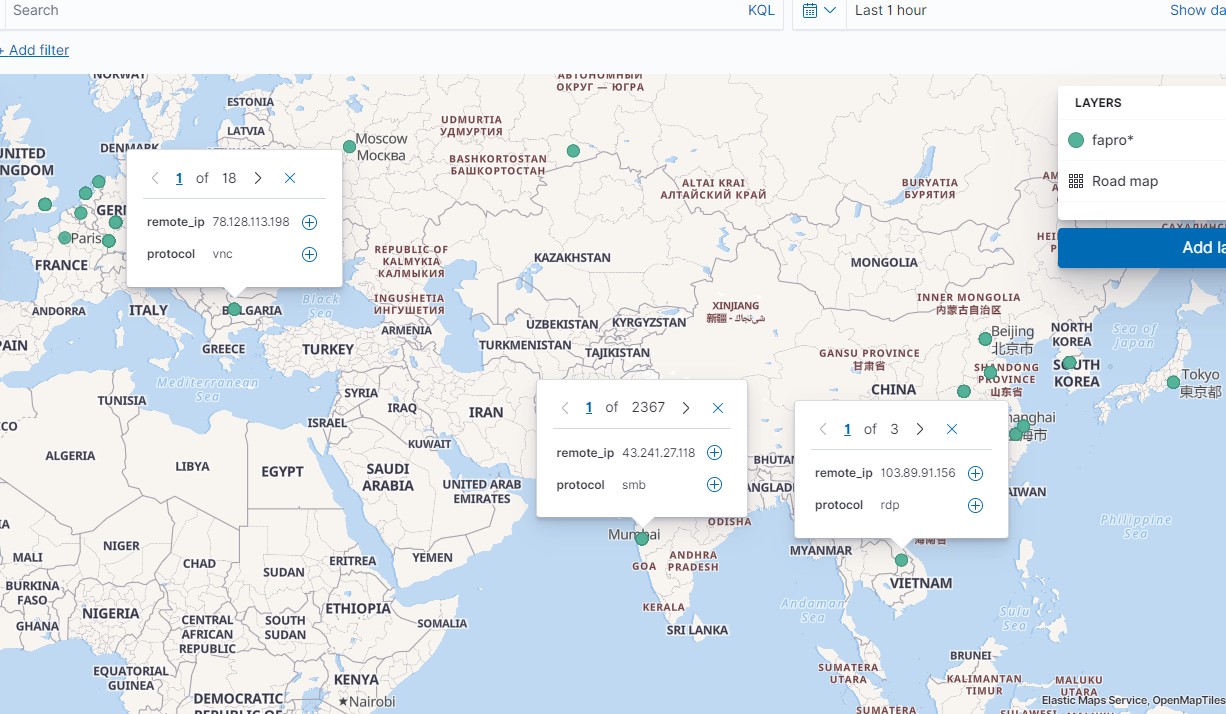 Search
KQL
Last 1 hour
Show da
+ Add filter
NORWAY
ESTONIA
LATVIA
DENMARK
UNITED
KINGDOM
GERM
Paris
FRANCE
ANDORRA
ITALY
BULGARIA
GREECE
TURKEY
Black
Sea
ARMENIA
Moscow
Москва
АВТОНОМНЫЙ
ОКРУГ — ЮГРА
UDMURTIA
УДМУРТИЯ
BASHKORTOSTAN
БАШКОРТОСТАН
ALTAI KRAI
АЛТАЙСКИЙ КРАЙ
BURYATIA
БУРЯТИЯ
REPUBLIC OF
KALMYKIA
КАЛМЫКИЯ
INGUSHETIA
ИНГУШЕТИЯ
KAZAKHSTAN
UZBEKISTAN
KYRGYZSTAN
TURKMENISTAN
TAJIKISTAN
MONGOLIA
XINJIANG
INNER MONGOLIA
内蒙古自治区
GANSU PROVINCE
甘肃省
CHINA
Beijing
北京市
SHANDONG
PROVINCE
山东省
NORTH
KOREA
SOUTH
KOREA
Sea of
Japan
Tokyo
東京都
LAYERS
fapro*
Road map
Add la
1 of 18
remote_ip 78.128.113.198
protocol vnc
1 of 2367
remote_ip 43.241.27.118
protocol smb
1 of 3
remote_ip 103.89.91.156
protocol rdp
Mediterranean
Sea
TUNISIA
ALGERIA
LIBYA
EGYPT
SYRIA
IRAQ
IRAN
ISRAEL
KUWAIT
SAUDI
ARABIA
UNITED ARAB
EMIRATES
YEMEN
ERITREA
MALI
NIGER
CHAD
SUDAN
BURKINA
FASO
GHANA
NIGERIA
CENTRAL
AFRICAN
REPUBLIC
SOUTH
SUDAN
ETHIOPIA
SOMALIA
EQUATORIAL
GUINEA
KENYA
★Nairobi
DEMOCRATIC
REPUBLIC OF
Mumbai
GOA
ANDHRA
PRADESH
ODISHA
KERALA
SRI LANKA
BHUTAN
MYANMAR
VIETNAM
海南省
Andaman
Sea
Philippine
Sea
Sulu
Sea
BRUNEI
SUMATERA
UTARA
KALIMANTAN
TIMUR
MALUKU
UTARA
SUMATERA
SULAWESI
Elastic Maps Service, OpenMapTiles